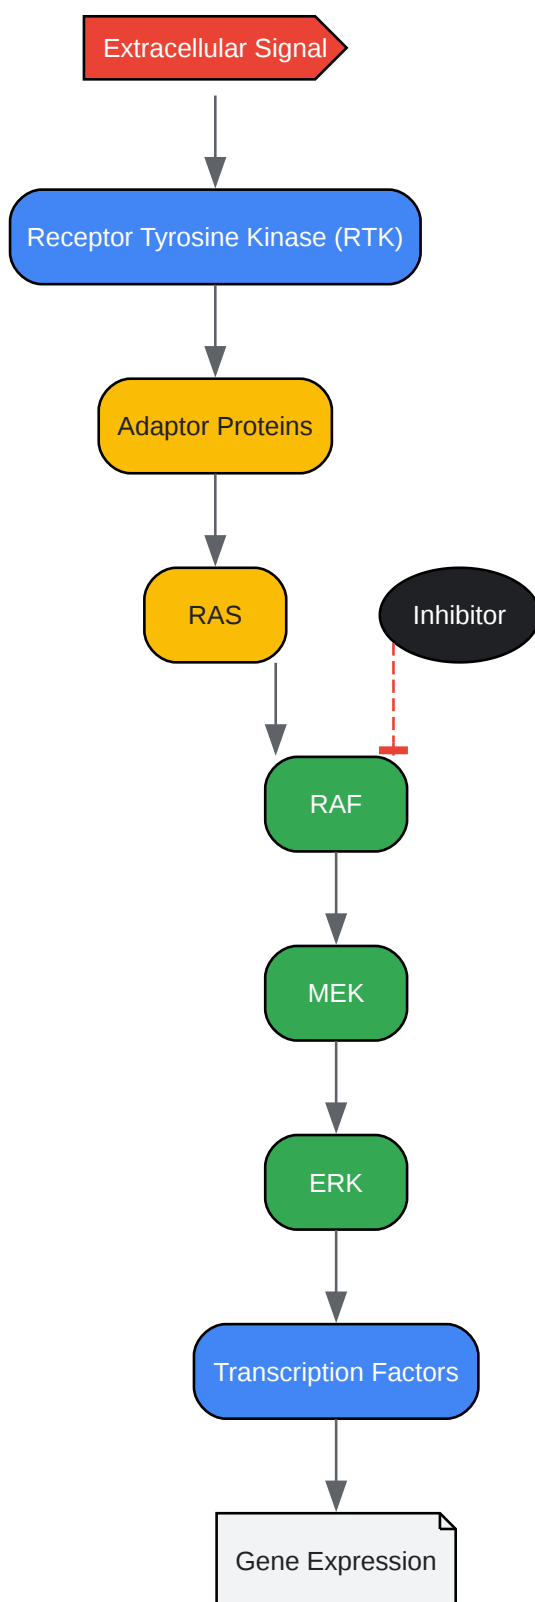 Extracellular Signal
Receptor Tyrosine Kinase (RTK)
Adaptor Proteins
RAS
Inhibitor
RAF
MEK
ERK
Transcription Factors
Gene Expression